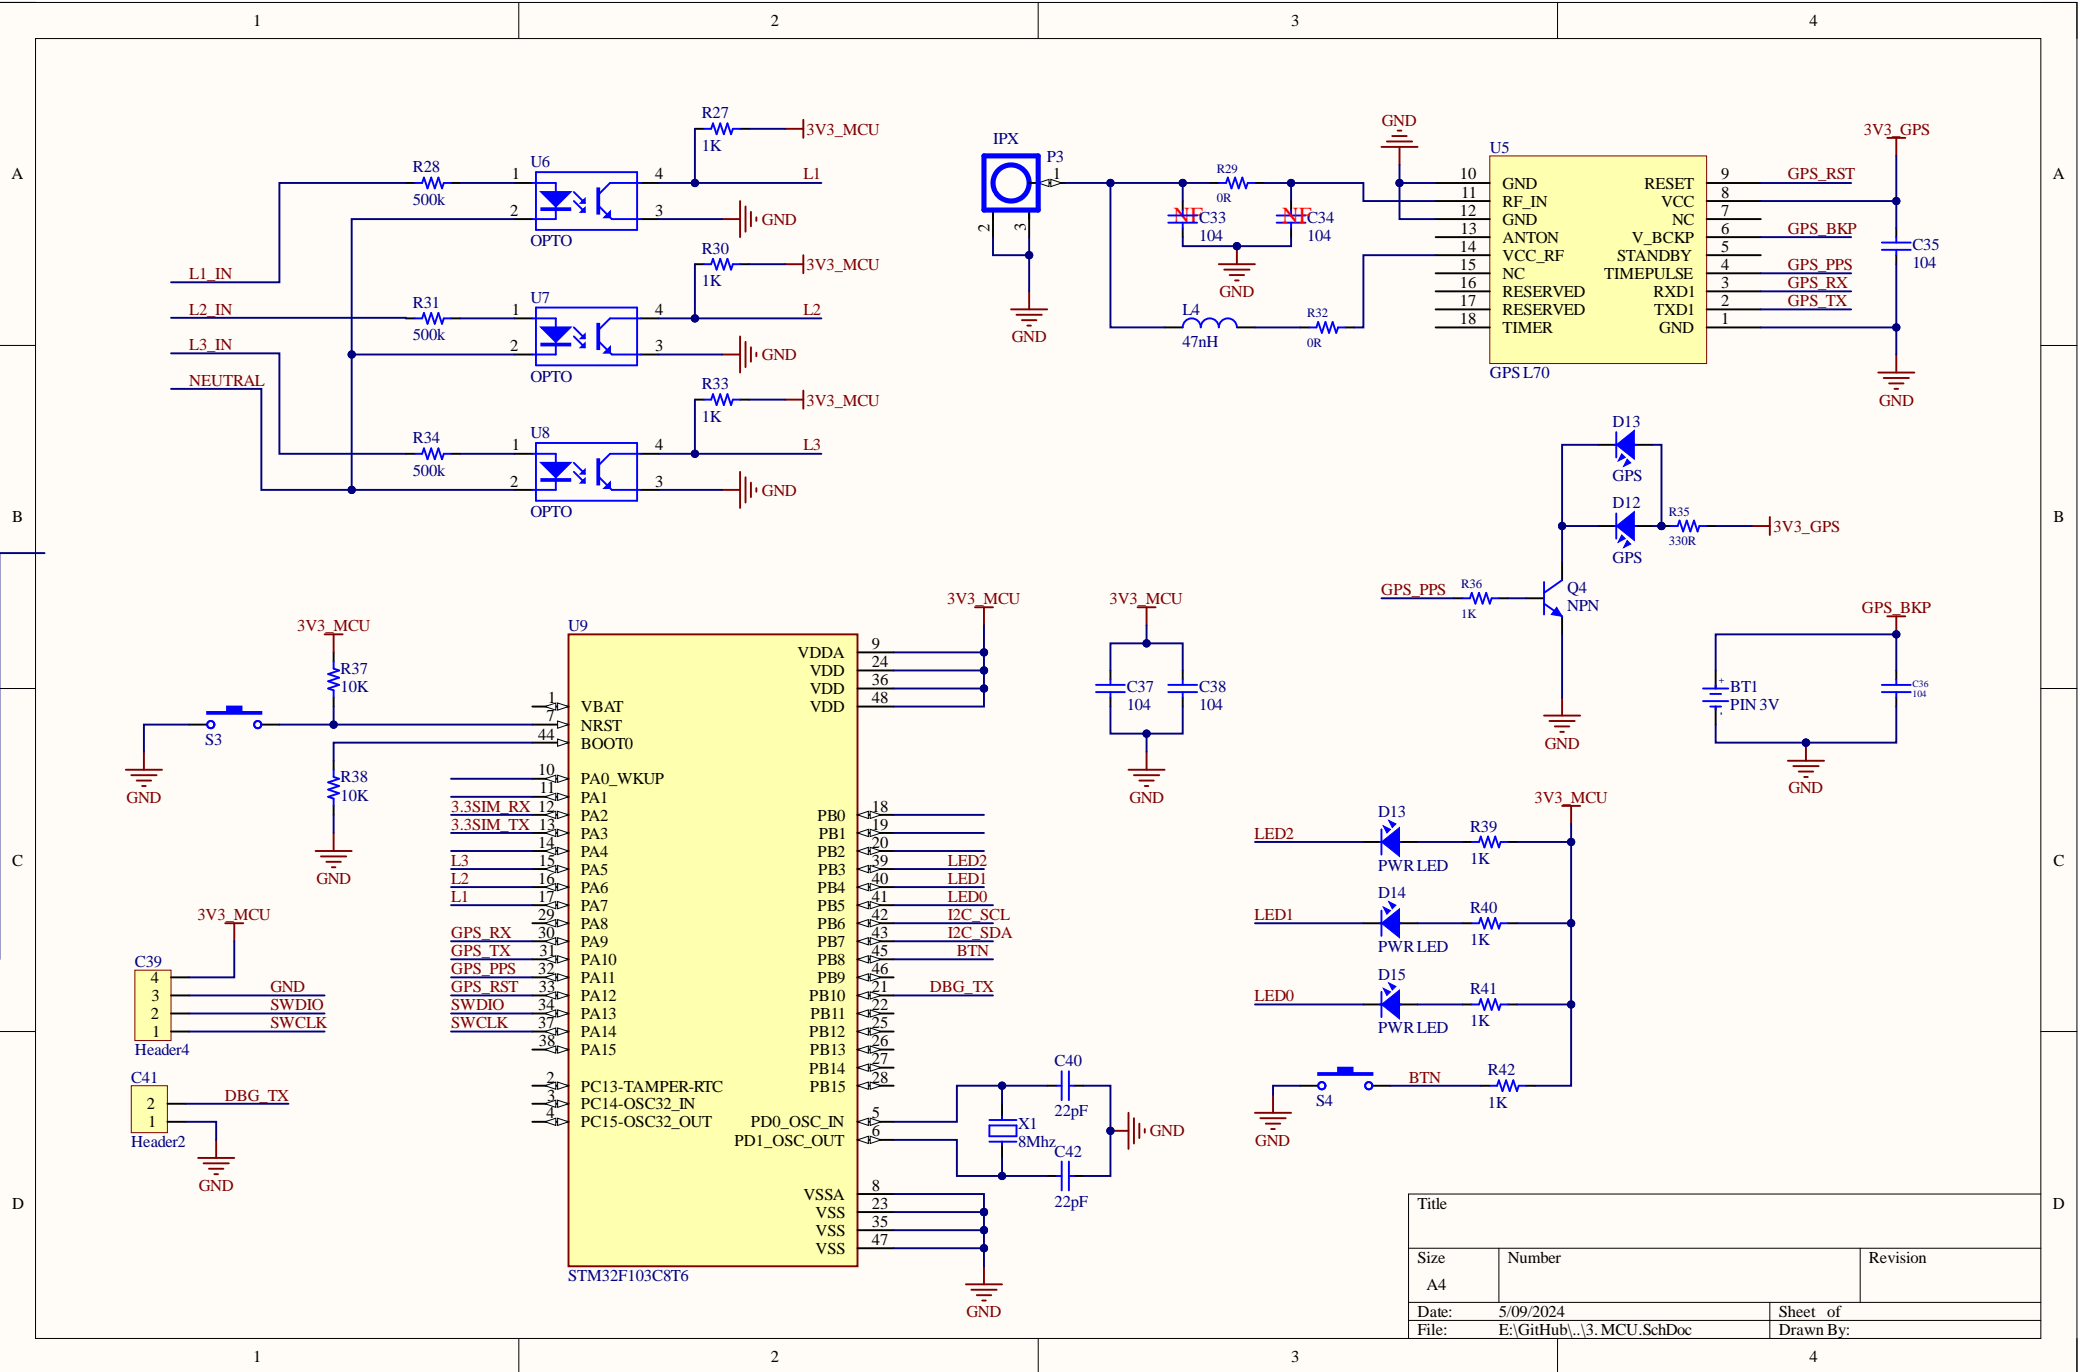 1 2 3 4
A
B
C
D
A
B
C
D
R27
1K
3V3_MCU
R28
500k
U6
1
2
4
3
OPTO
L1
GND
R30
1K
3V3_MCU
L1_IN
L2_IN
L3_IN
NEUTRAL
R31
500k
U7
1
2
4
3
OPTO
L2
GND
R33
1K
3V3_MCU
R34
500k
U8
1
2
4
3
OPTO
L3
GND
IPX
P3
1
2
3
GND
R29
0R
NF
C33
104
NF
C34
104
GND
L4
47nH
R32
0R
GND
U5
10 GND
11 RF_IN
12 GND
13 ANTON
14 VCC_RF
15 NC
16 RESERVED
17 RESERVED
18 TIMER
RESET 9 GPS_RST
VCC 8
NC 7
V_BCKP 6 GPS_BKP
STANDBY 5
TIMEPULSE 4 GPS_PPS
RXD1 3 GPS_RX
TXD1 2 GPS_TX
GND 1
GPS L70
3V3_GPS
C35
104
GND
D13
GPS
D12
GPS
R35
330R
3V3_GPS
GPS_PPS
R36
1K
Q4
NPN
GND
GPS_BKP
BT1
PIN 3V
+
-
C36
104
GND
3V3_MCU
R37
10K
S3
GND
R38
10K
GND
U9
1 VBAT
7 NRST
44 BOOT0
10 PA0_WKUP
11 PA1
3.3SIM_RX 12 PA2
3.3SIM_TX 13 PA3
14 PA4
L3 15 PA5
L2 16 PA6
L1 17 PA7
29 PA8
GPS_RX 30 PA9
GPS_TX 31 PA10
GPS_PPS 32 PA11
GPS_RST 33 PA12
SWDIO 34 PA13
SWCLK 37 PA14
38 PA15
2 PC13-TAMPER-RTC
3 PC14-OSC32_IN
4 PC15-OSC32_OUT
3V3_MCU
VDDA 9
VDD 24
VDD 36
VDD 48
PB0 18
PB1 19
PB2 20
PB3 39 LED2
PB4 40 LED1
PB5 41 LED0
PB6 42 I2C_SCL
PB7 43 I2C_SDA
PB8 45 BTN
PB9 46
PB10 21 DBG_TX
PB11 22
PB12 25
PB13 26
PB14 27
PB15 28
PD0_OSC_IN 5
PD1_OSC_OUT 6
VSSA 8
VSS 23
VSS 35
VSS 47
STM32F103C8T6
GND
3V3_MCU
C37
104
C38
104
GND
C40
22pF
X1
8Mhz
C42
22pF
GND
3V3_MCU
C39
4
3 GND
2 SWDIO
1 SWCLK
Header4
C41
2 DBG_TX
1
Header2
GND
3V3_MCU
LED2
D13
PWR LED
R39
1K
LED1
D14
PWR LED
R40
1K
LED0
D15
PWR LED
R41
1K
BTN
S4
R42
1K
GND
Title
Size Number Revision
A4
Date: 5/09/2024 Sheet of
File: E:\GitHub\..\3. MCU.SchDoc Drawn By:
1 2 3 4